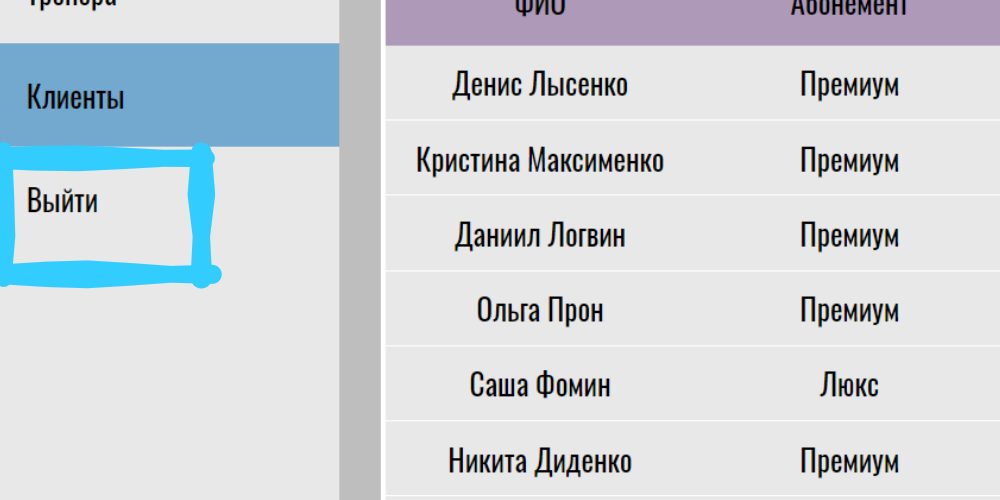 Тренера
Клиенты
Выйти
ФИО Абонемент
Денис Лысенко Премиум
Кристина Максименко Премиум
Даниил Логвин Премиум
Ольга Прон Премиум
Саша Фомин Люкс
Никита Диденко Премиум